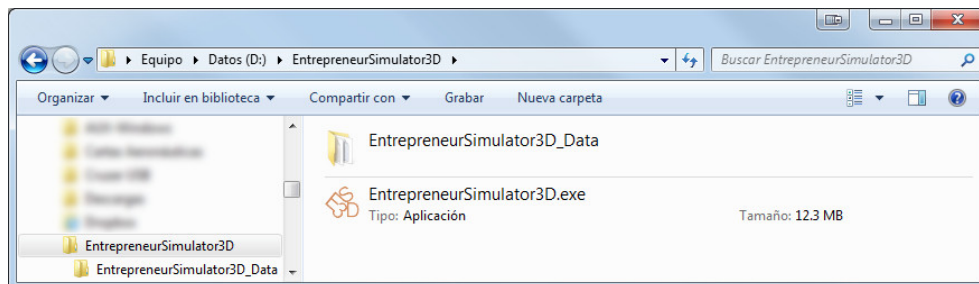 Equipo ▸ Datos (D:) ▸ EntrepreneurSimulator3D ▸
Buscar EntrepreneurSimulator3D
Organizar ▾ Incluir en biblioteca ▾ Compartir con ▾ Grabar Nueva carpeta
EntrepreneurSimulator3D
EntrepreneurSimulator3D_Data
EntrepreneurSimulator3D_Data
EntrepreneurSimulator3D.exe
Tipo: Aplicación Tamaño: 12.3 MB